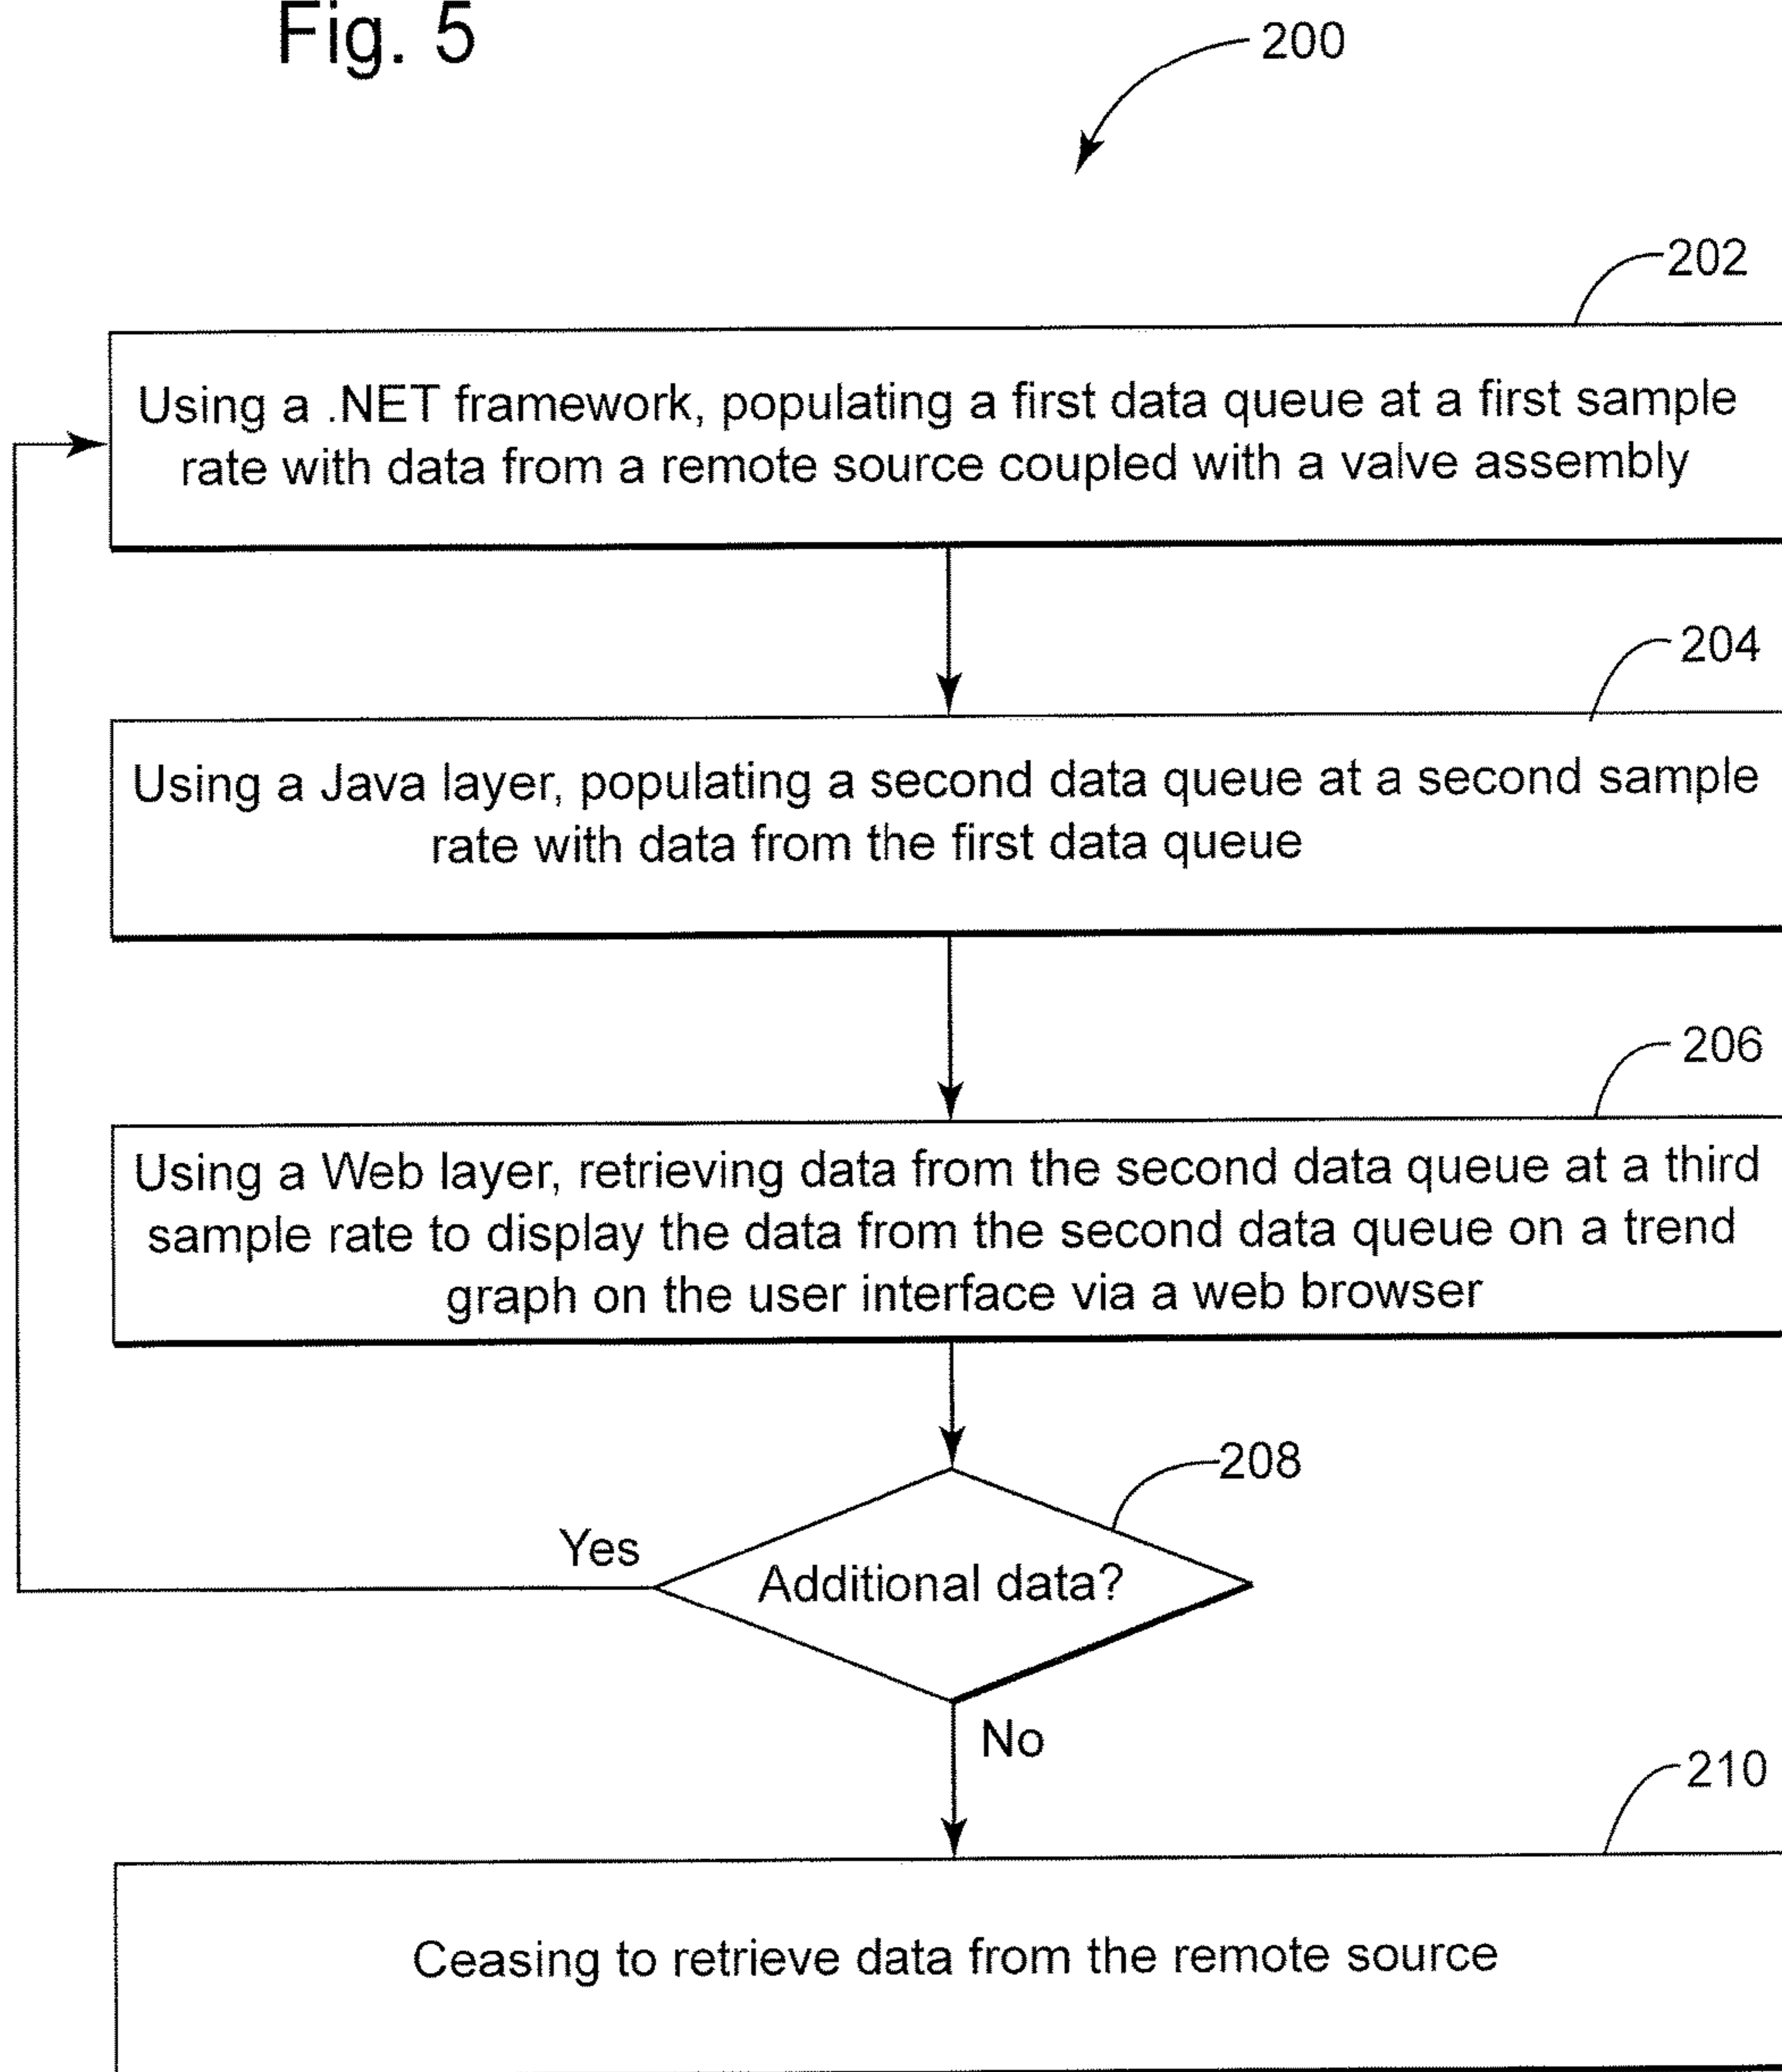 Fig. 5
200
202
Using a .NET framework, populating a first data queue at a first sample
rate with data from a remote source coupled with a valve assembly
204
Using a Java layer, populating a second data queue at a second sample
rate with data from the first data queue
206
Using a Web layer, retrieving data from the second data queue at a third
sample rate to display the data from the second data queue on a trend
graph on the user interface via a web browser
208
Yes
Additional data?
No
210
Ceasing to retrieve data from the remote source